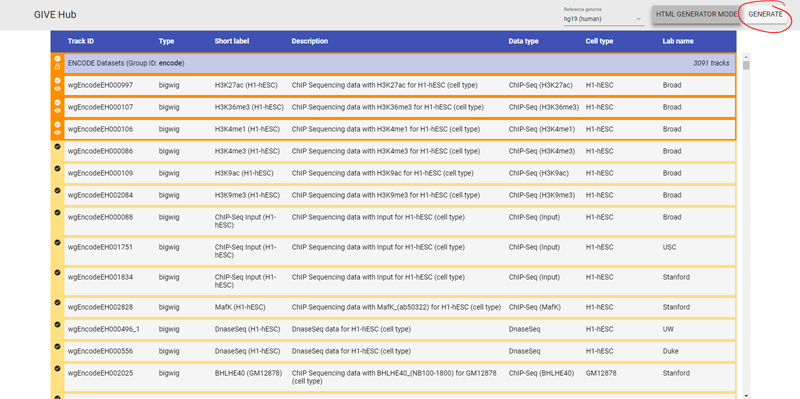 GIVE Hub
Reference genome
hg19 (human)
HTML GENERATOR MODE
GENERATE
Track ID Type Short label Description Data type Cell type Lab name
ENCODE Datasets (Group ID: encode) 3091 tracks
wgEncodeEH000997 bigwig H3K27ac (H1-hESC) ChIP Sequencing data with H3K27ac for H1-hESC (cell type) ChIP-Seq (H3K27ac) H1-hESC Broad
wgEncodeEH000107 bigwig H3K36me3 (H1-hESC) ChIP Sequencing data with H3K36me3 for H1-hESC (cell type) ChIP-Seq (H3K36me3) H1-hESC Broad
wgEncodeEH000106 bigwig H3K4me1 (H1-hESC) ChIP Sequencing data with H3K4me1 for H1-hESC (cell type) ChIP-Seq (H3K4me1) H1-hESC Broad
wgEncodeEH000086 bigwig H3K4me3 (H1-hESC) ChIP Sequencing data with H3K4me3 for H1-hESC (cell type) ChIP-Seq (H3K4me3) H1-hESC Broad
wgEncodeEH000109 bigwig H3K9ac (H1-hESC) ChIP Sequencing data with H3K9ac for H1-hESC (cell type) ChIP-Seq (H3K9ac) H1-hESC Broad
wgEncodeEH002084 bigwig H3K9me3 (H1-hESC) ChIP Sequencing data with H3K9me3 for H1-hESC (cell type) ChIP-Seq (H3K9me3) H1-hESC Broad
wgEncodeEH000088 bigwig ChIP-Seq Input (H1- ChIP Sequencing data with Input for H1-hESC (cell type) ChIP-Seq (Input) H1-hESC Broad
hESC)
wgEncodeEH001751 bigwig ChIP-Seq Input (H1- ChIP Sequencing data with Input for H1-hESC (cell type) ChIP-Seq (Input) H1-hESC USC
hESC)
wgEncodeEH001834 bigwig ChIP-Seq Input (H1- ChIP Sequencing data with Input for H1-hESC (cell type) ChIP-Seq (Input) H1-hESC Stanford
hESC)
wgEncodeEH002828 bigwig MafK (H1-hESC) ChIP Sequencing data with MafK_(ab50322) for H1-hESC (cell type) ChIP-Seq (MafK) H1-hESC Stanford
wgEncodeEH000496_1 bigwig DnaseSeq (H1-hESC) DnaseSeq data for H1-hESC (cell type) DnaseSeq H1-hESC UW
wgEncodeEH000556 bigwig DnaseSeq (H1-hESC) DnaseSeq data for H1-hESC (cell type) DnaseSeq H1-hESC Duke
wgEncodeEH002025 bigwig BHLHE40 (GM12878) ChIP Sequencing data with BHLHE40_(NB100-1800) for GM12878 ChIP-Seq (BHLHE40) GM12878 Stanford
(cell type)